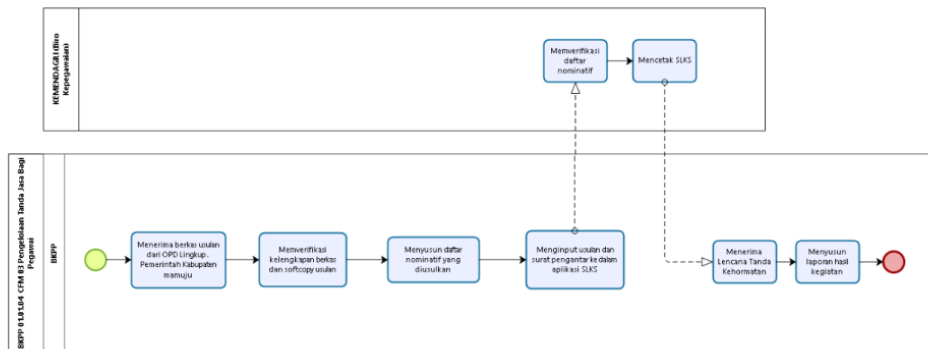 KEMENDAGRI (Biro
Kepegawaian)
Memverifikasi
daftar
nominatif
Mencetak SLKS
BKPP 01.01.04 CFM 03 Pengelolaan Tanda Jasa Bagi
Pegawai
BKPP
Menerima berkas usulan
dari OPD Lingkup.
Pemerintah Kabupaten
mamuju
Memverifikasi
kelengkapan berkas
dan softcopy usulan
Menyusun daftar
nominatif yang
diusulkan
Menginput usulan dan
surat pengantar ke dalam
aplikasi SLKS
Menerima
Lencana Tanda
Kehormatan
Menyusun
laporan hasil
kegiatan